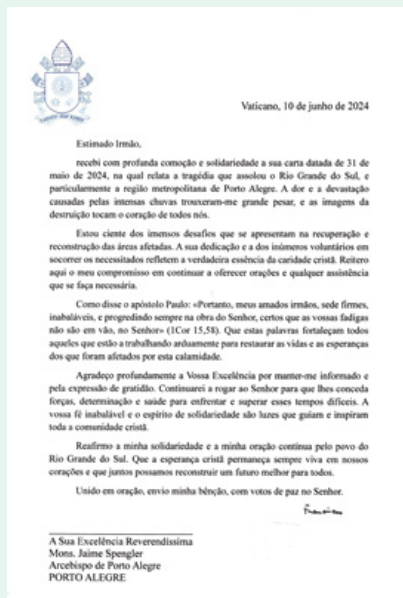 Vaticano, 10 de junho de 2024
Estimado Irmão,
recebi com profunda comoção e solidariedade a sua carta datada de 31 de
maio de 2024, na qual relata a tragédia que assolou o Rio Grande do Sul, e
particularmente a região metropolitana de Porto Alegre. A dor e a devastação
causadas pelas intensas chuvas trouxeram-me grande pesar, e as imagens da
destruição tocam o coração de todos nós.
Estou ciente dos imensos desafios que se apresentam na recuperação e
reconstrução das áreas afetadas. A sua dedicação e a dos inúmeros voluntários em
socorrer os necessitados refletem a verdadeira essência da caridade cristã. Reitero
aqui o meu compromisso em continuar a oferecer orações e qualquer assistência
que se faça necessária.
Como disse o apóstolo Paulo: «Portanto, meus amados irmãos, sede firmes,
inabaláveis, e progredindo sempre na obra do Senhor, certos que as vossas fadigas
não são em vão, no Senhor» (1Cor 15,58). Que estas palavras fortaleçam todos
aqueles que estão a trabalhando arduamente para restaurar as vidas e as esperanças
dos que foram afetados por esta calamidade.
Agradeço profundamente a Vossa Excelência por manter-me informado e
pela expressão de gratidão. Continuarei a rogar ao Senhor para que lhes conceda
forças, determinação e saúde para enfrentar e superar esses tempos difíceis. A
vossa fé inabalável e o espírito de solidariedade são luzes que guiam e inspiram
toda a comunidade cristã.
Reafirmo a minha solidariedade e a minha oração contínua pelo povo do
Rio Grande do Sul. Que a esperança cristã permaneça sempre viva em nossos
corações e que juntos possamos reconstruir um futuro melhor para todos.
Unido em oração, envio minha bênção, com votos de paz no Senhor.
Franciscus
A Sua Excelência Reverendíssima
Mons. Jaime Spengler
Arcebispo de Porto Alegre
PORTO ALEGRE